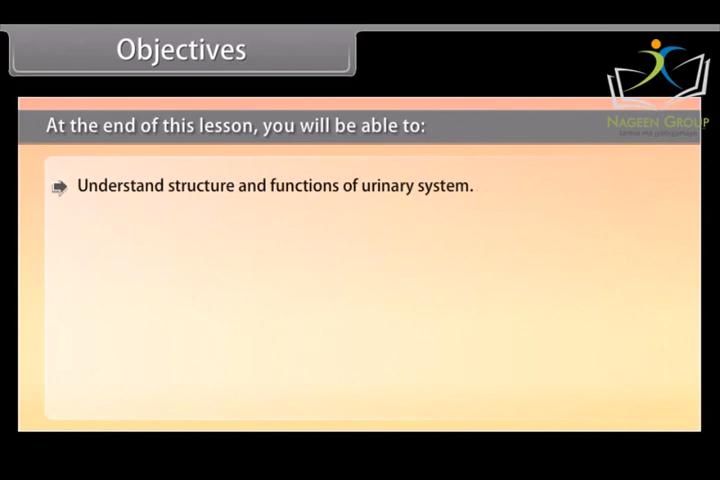 Objectives
NAGEEN GROUP
At the end of this lesson, you will be able to:
Understand structure and functions of urinary system.